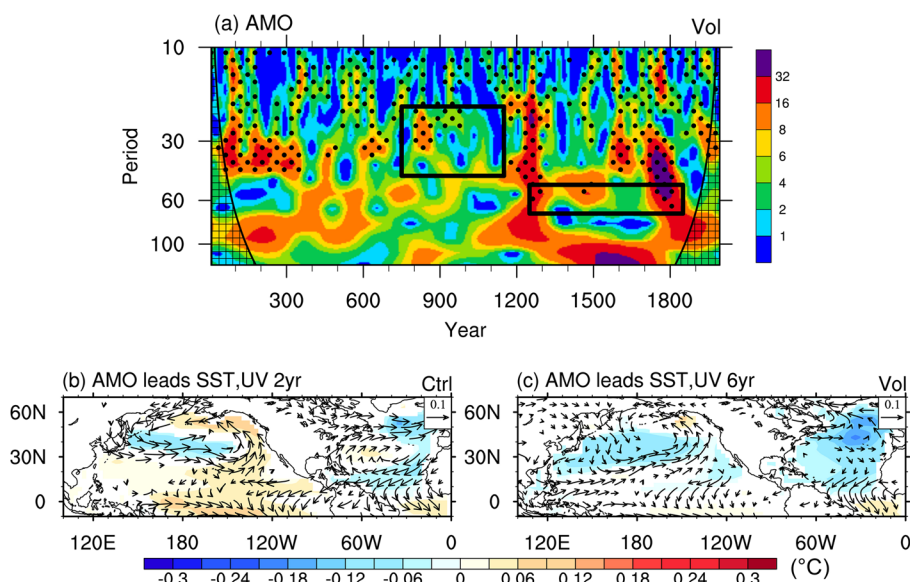 (a) AMO Vol
10
30
60
100
Period
32
16
8
6
4
2
1
300 600 900 1200 1500 1800
Year
(b) AMO leads SST,UV 2yr Ctrl
0.1
60N
30N
0
120E 180 120W 60W 0
(c) AMO leads SST,UV 6yr Vol
0.1
60N
30N
0
120E 180 120W 60W 0
-0.3 -0.24 -0.18 -0.12 -0.06 0 0.06 0.12 0.18 0.24 0.3 (°C)